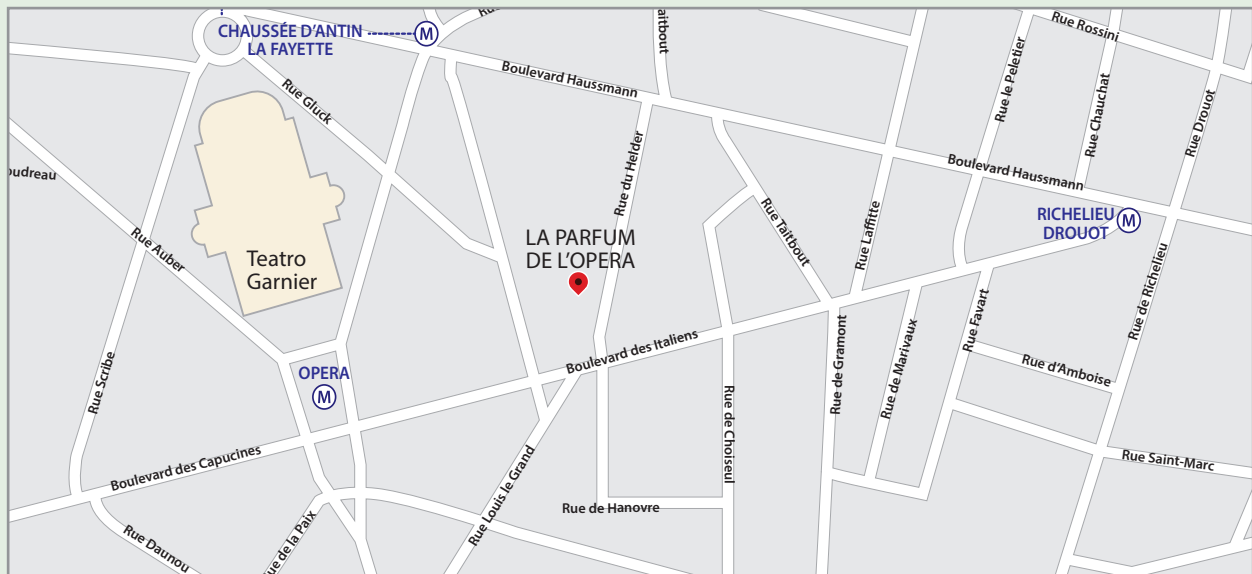 CHAUSSÉE D'ANTIN
LA FAYETTE
M
Ru
aitbout
Rue Rossini
Boulevard Haussmann
Rue le Peletier
Rue Chauchat
Rue Drouot
Rue Gluck
oudreau
Rue du Helder
Boulevard Haussmann
RICHELIEU
DROUOT
M
Rue Auber
Teatro
Garnier
LA PARFUM
DE L'OPERA
Rue Taitbout
Rue Laffitte
Rue de Richelieu
Rue Scribe
OPERA
M
Boulevard des Italiens
Rue de Gramont
Rue de Marivaux
Rue Favart
Rue d'Amboise
Rue de Choiseul
Boulevard des Capucines
Rue Louis le Grand
Rue Saint-Marc
Rue de Hanovre
Rue Daunou
ue de la Paix